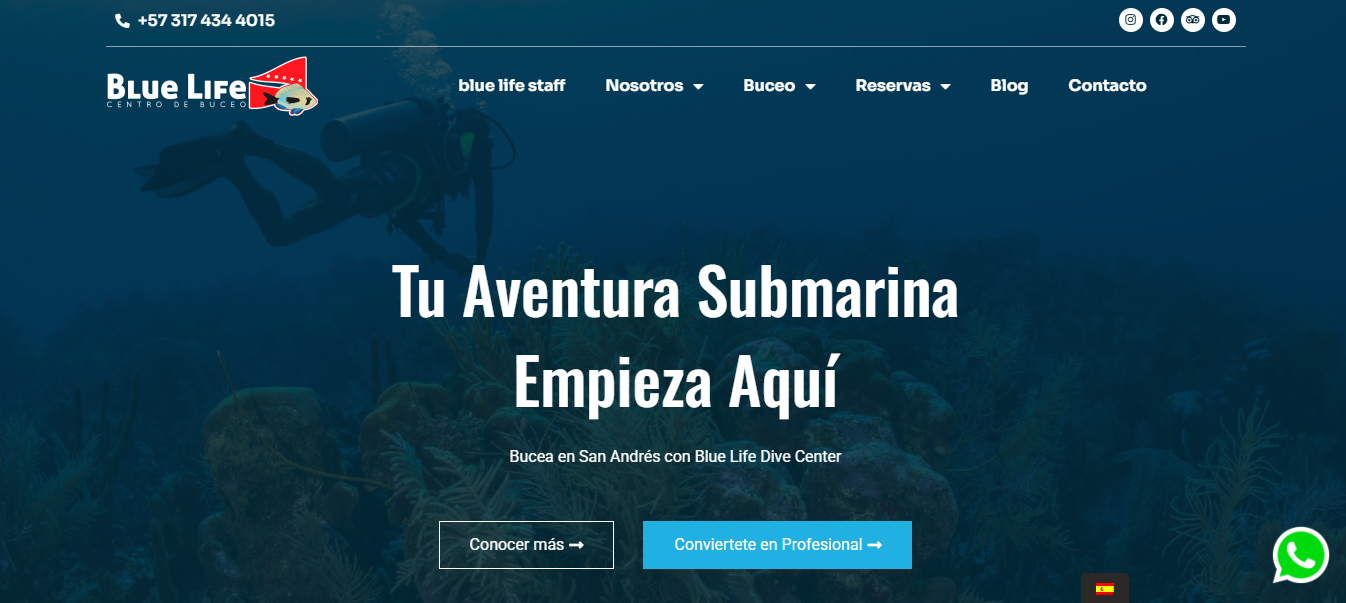 +57 317 434 4015
Blue Life
CENTRO DE BUCEO
blue life staff
Nosotros
Buceo
Reservas
Blog
Contacto
Tu Aventura Submarina
Empieza Aquí
Bucea en San Andrés con Blue Life Dive Center
Conocer más
Conviertete en Profesional